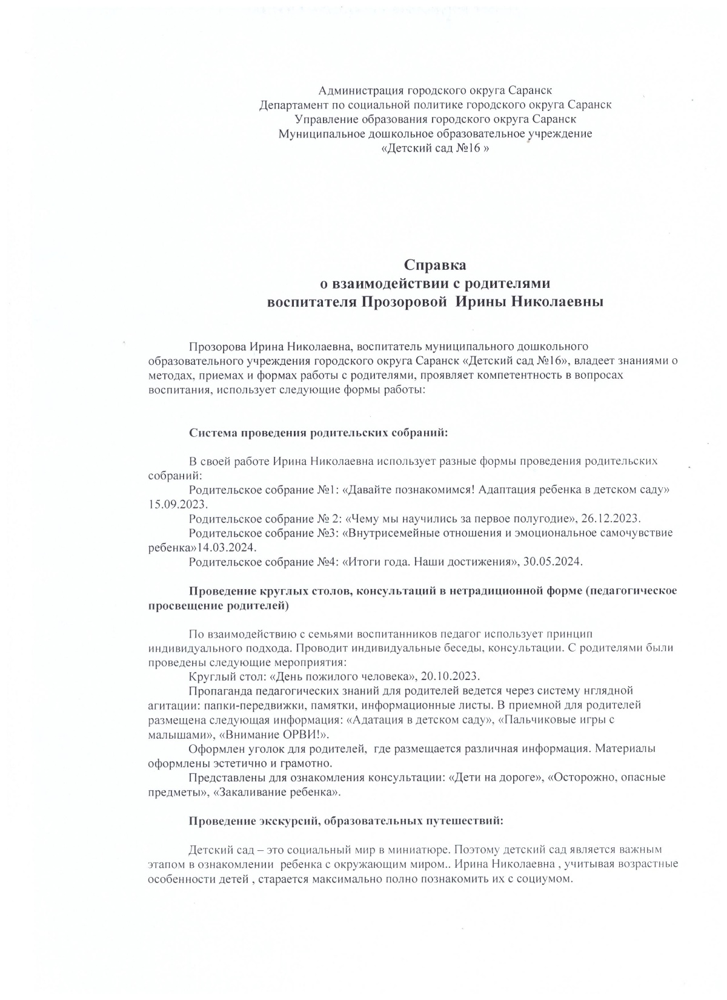 Администрация городского округа Саранск
Департамент по социальной политике городского округа Саранск
Управление образования городского округа Саранск
Муниципальное дошкольное образовательное учреждение
«Детский сад №16 »
Справка
о взаимодействии с родителями
воспитателя Прозоровой  Ирины Николаевны
Прозорова Ирина Николаевна, воспитатель муниципального дошкольного
образовательного учреждения городского округа Саранск «Детский сад №16», владеет знаниями о
методах, приемах и формах работы с родителями, проявляет компетентность в вопросах
воспитания, использует следующие формы работы:
Система проведения родительских собраний:
В своей работе Ирина Николаевна использует разные формы проведения родительских
собраний:
Родительское собрание №1: «Давайте познакомимся! Адаптация ребенка в детском саду»
15.09.2023.
Родительское собрание № 2: «Чему мы научились за первое полугодие», 26.12.2023.
Родительское собрание №3: «Внутрисемейные отношения и эмоциональное самочувствие
ребенка»14.03.2024.
Родительское собрание №4: «Итоги года. Наши достижения», 30.05.2024.
Проведение круглых столов, консультаций в нетрадиционной форме (педагогическое
просвещение родителей)
По взаимодействию с семьями воспитанников педагог использует принцип
индивидуального подхода. Проводит индивидуальные беседы, консультации. С родителями были
проведены следующие мероприятия:
Круглый стол: «День пожилого человека», 20.10.2023.
Пропаганда педагогических знаний для родителей ведется через систему нглядной
агитации: папки-передвижки, памятки, информационные листы. В приемной для родителей
размещена следующая информация: «Адатация в детском саду», «Пальчиковые игры с
малышами», «Внимание ОРВИ!».
Оформлен уголок для родителей,  где размещается различная информация. Материалы
оформлены эстетично и грамотно.
Представлены для ознакомления консультации: «Дети на дороге», «Осторожно, опасные
предметы», «Закаливание ребенка».
Проведение экскурсий, образовательных путешествий:
Детский сад – это социальный мир в миниатюре. Поэтому детский сад является важным
этапом в ознакомлении  ребенка с окружающим миром.. Ирина Николаевна , учитывая возрастные
особенности детей , старается максимально полно познакомить их с социумом.